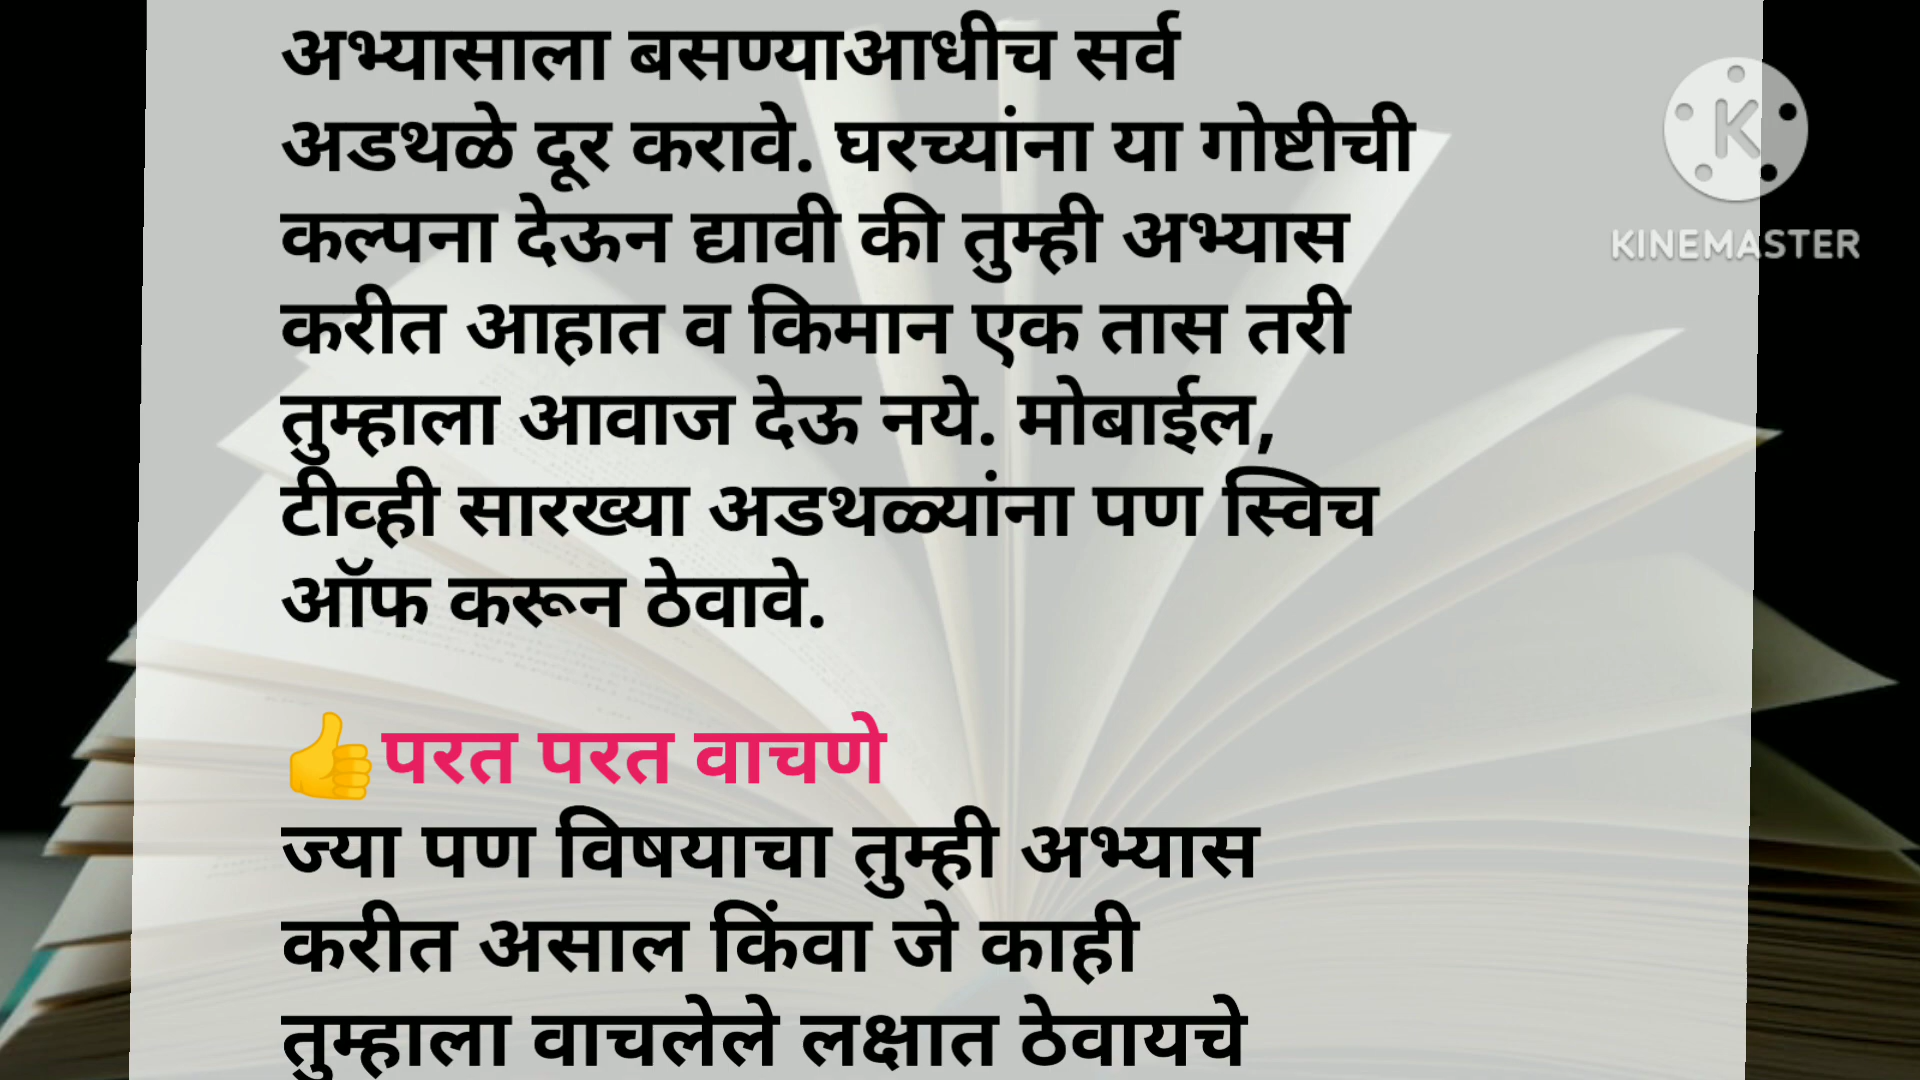 अभ्यासाला बसण्याआधीच सर्व
अडथळे दूर करावे. घरच्यांना या गोष्टीची
कल्पना देऊन द्यावी की तुम्ही अभ्यास
करीत आहात व किमान एक तास तरी
तुम्हाला आवाज देऊ नये. मोबाईल,
टीव्ही सारख्या अडथळ्यांना पण स्विच
ऑफ करून ठेवावे.
👍परत परत वाचणे
ज्या पण विषयाचा तुम्ही अभ्यास
करीत असाल किंवा जे काही
तुम्हाला वाचलेले लक्षात ठेवायचे
K
KINEMASTER